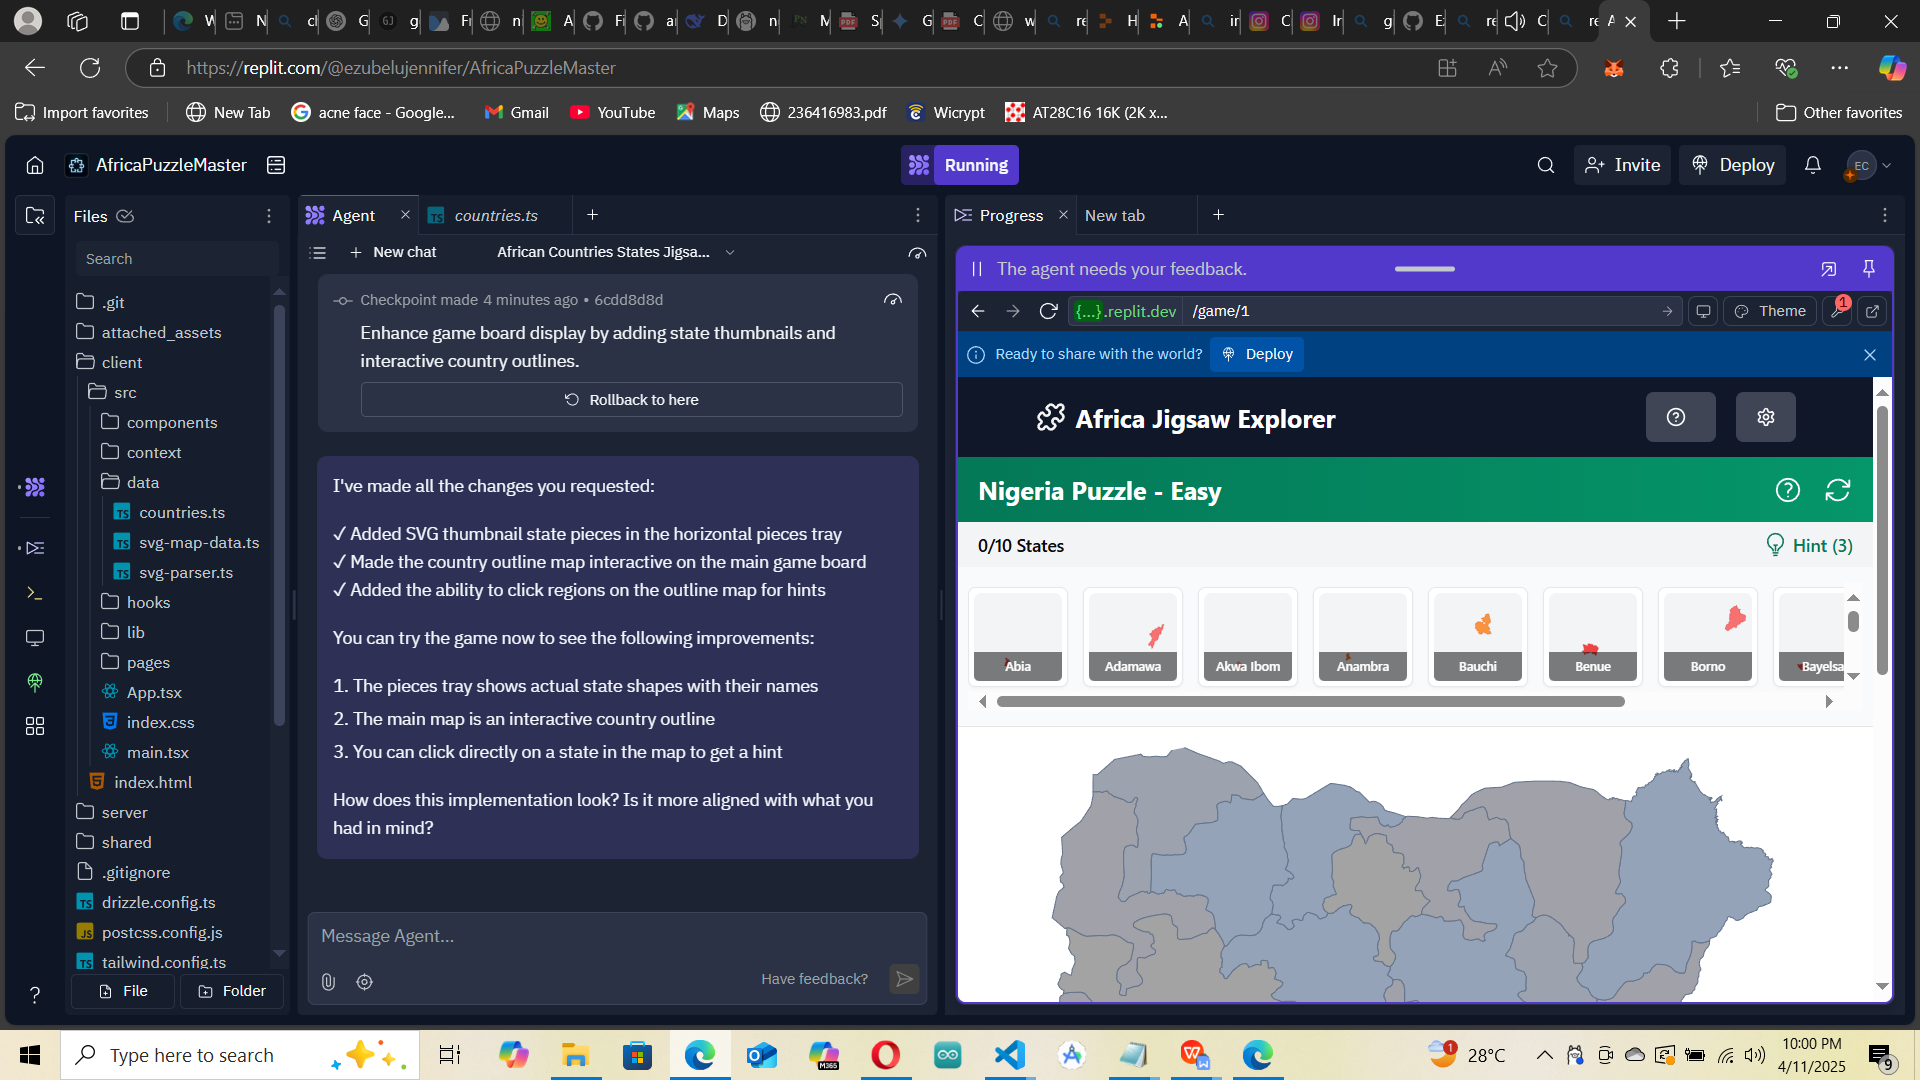 https://replit.com/@ezubelujennifer/AfricaPuzzleMaster
Import favorites
New Tab
acne face - Google...
Gmail
YouTube
Maps
236416983.pdf
Wicrypt
AT28C16 16K (2K x...
Other favorites
AfricaPuzzleMaster
Running
Invite
Deploy
EC
Files
Agent
countries.ts
Progress
New tab
Search
New chat
African Countries States Jigsa...
The agent needs your feedback.
.git
attached_assets
client
src
components
context
data
countries.ts
svg-map-data.ts
svg-parser.ts
hooks
lib
pages
App.tsx
index.css
main.tsx
index.html
server
shared
.gitignore
drizzle.config.ts
postcss.config.js
tailwind.config.ts
File
Folder
Checkpoint made 4 minutes ago • 6cdd8d8d
Enhance game board display by adding state thumbnails and
interactive country outlines.
Rollback to here
I've made all the changes you requested:
✓ Added SVG thumbnail state pieces in the horizontal pieces tray
✓ Made the country outline map interactive on the main game board
✓ Added the ability to click regions on the outline map for hints
You can try the game now to see the following improvements:
1. The pieces tray shows actual state shapes with their names
2. The main map is an interactive country outline
3. You can click directly on a state in the map to get a hint
How does this implementation look? Is it more aligned with what you
had in mind?
Message Agent...
Have feedback?
{...}.replit.dev
/game/1
Theme
1
Ready to share with the world?
Deploy
Africa Jigsaw Explorer
Nigeria Puzzle - Easy
0/10 States
Hint (3)
Abia
Adamawa
Akwa Ibom
Anambra
Bauchi
Benue
Borno
Bayelsa
Type here to search
M365
1
28°C
10:00 PM
4/11/2025
9